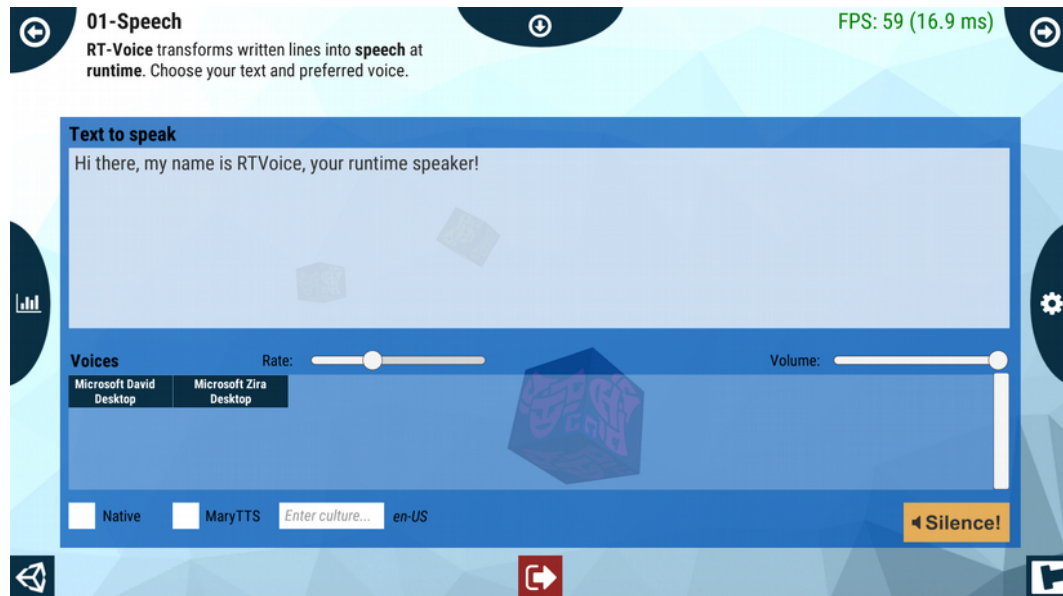 01-Speech
FPS: 59 (16.9 ms)
RT-Voice transforms written lines into speech at
runtime. Choose your text and preferred voice.
Text to speak
Hi there, my name is RTVoice, your runtime speaker!
Voices
Rate:
Volume:
Microsoft David
Desktop
Microsoft Zira
Desktop
Native
MaryTTS
Enter culture...
en-US
Silence!